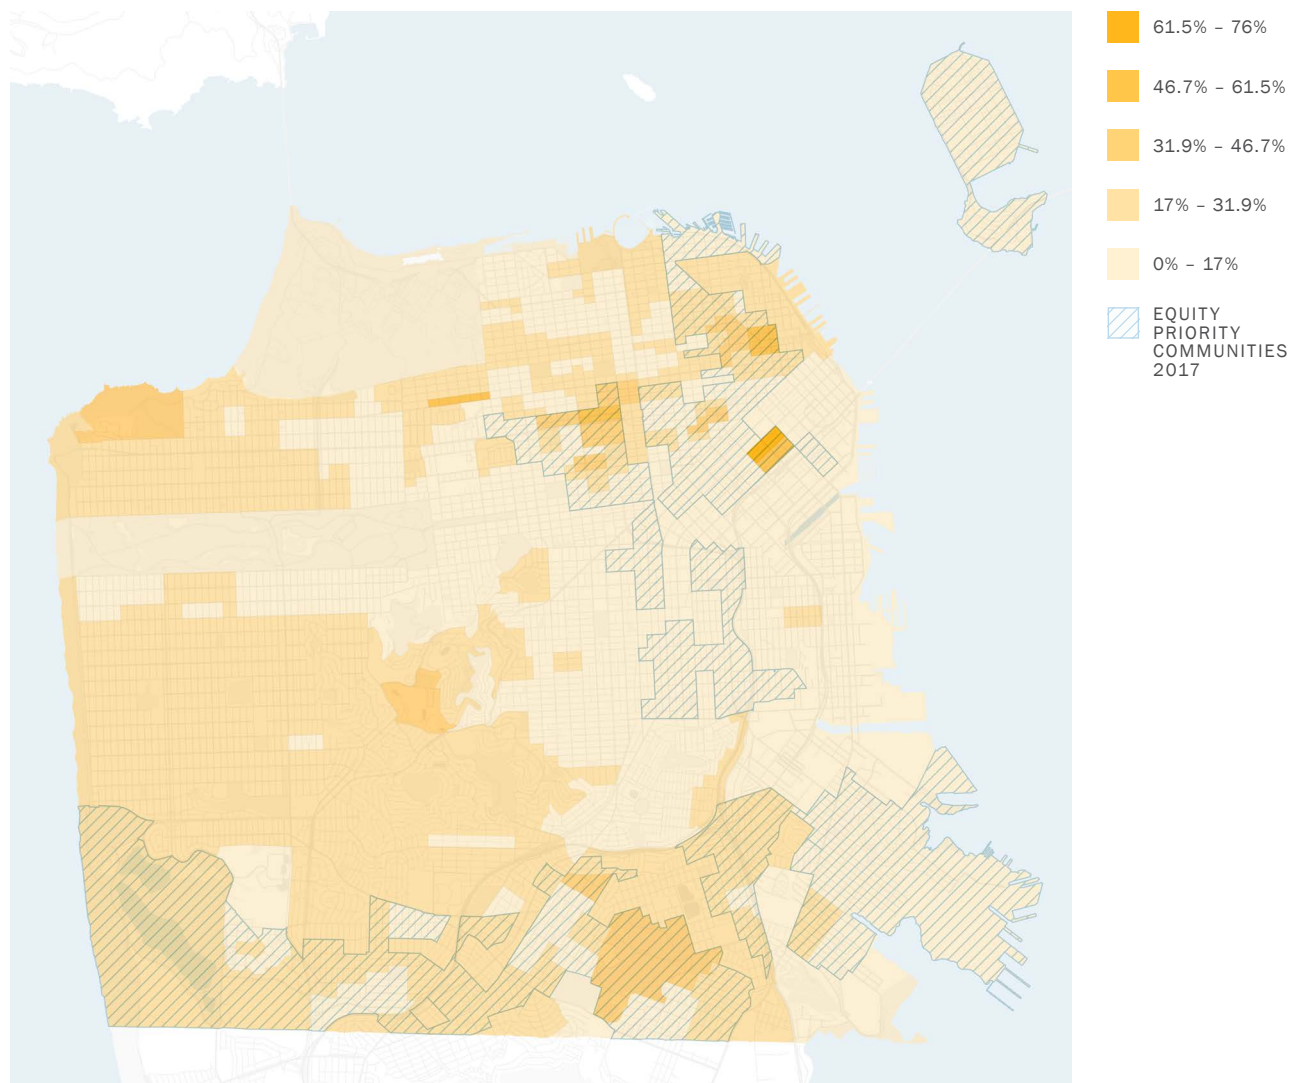 61.5% – 76%
46.7% – 61.5%
31.9% – 46.7%
17% – 31.9%
0% – 17%
EQUITY
PRIORITY
COMMUNITIES
2017